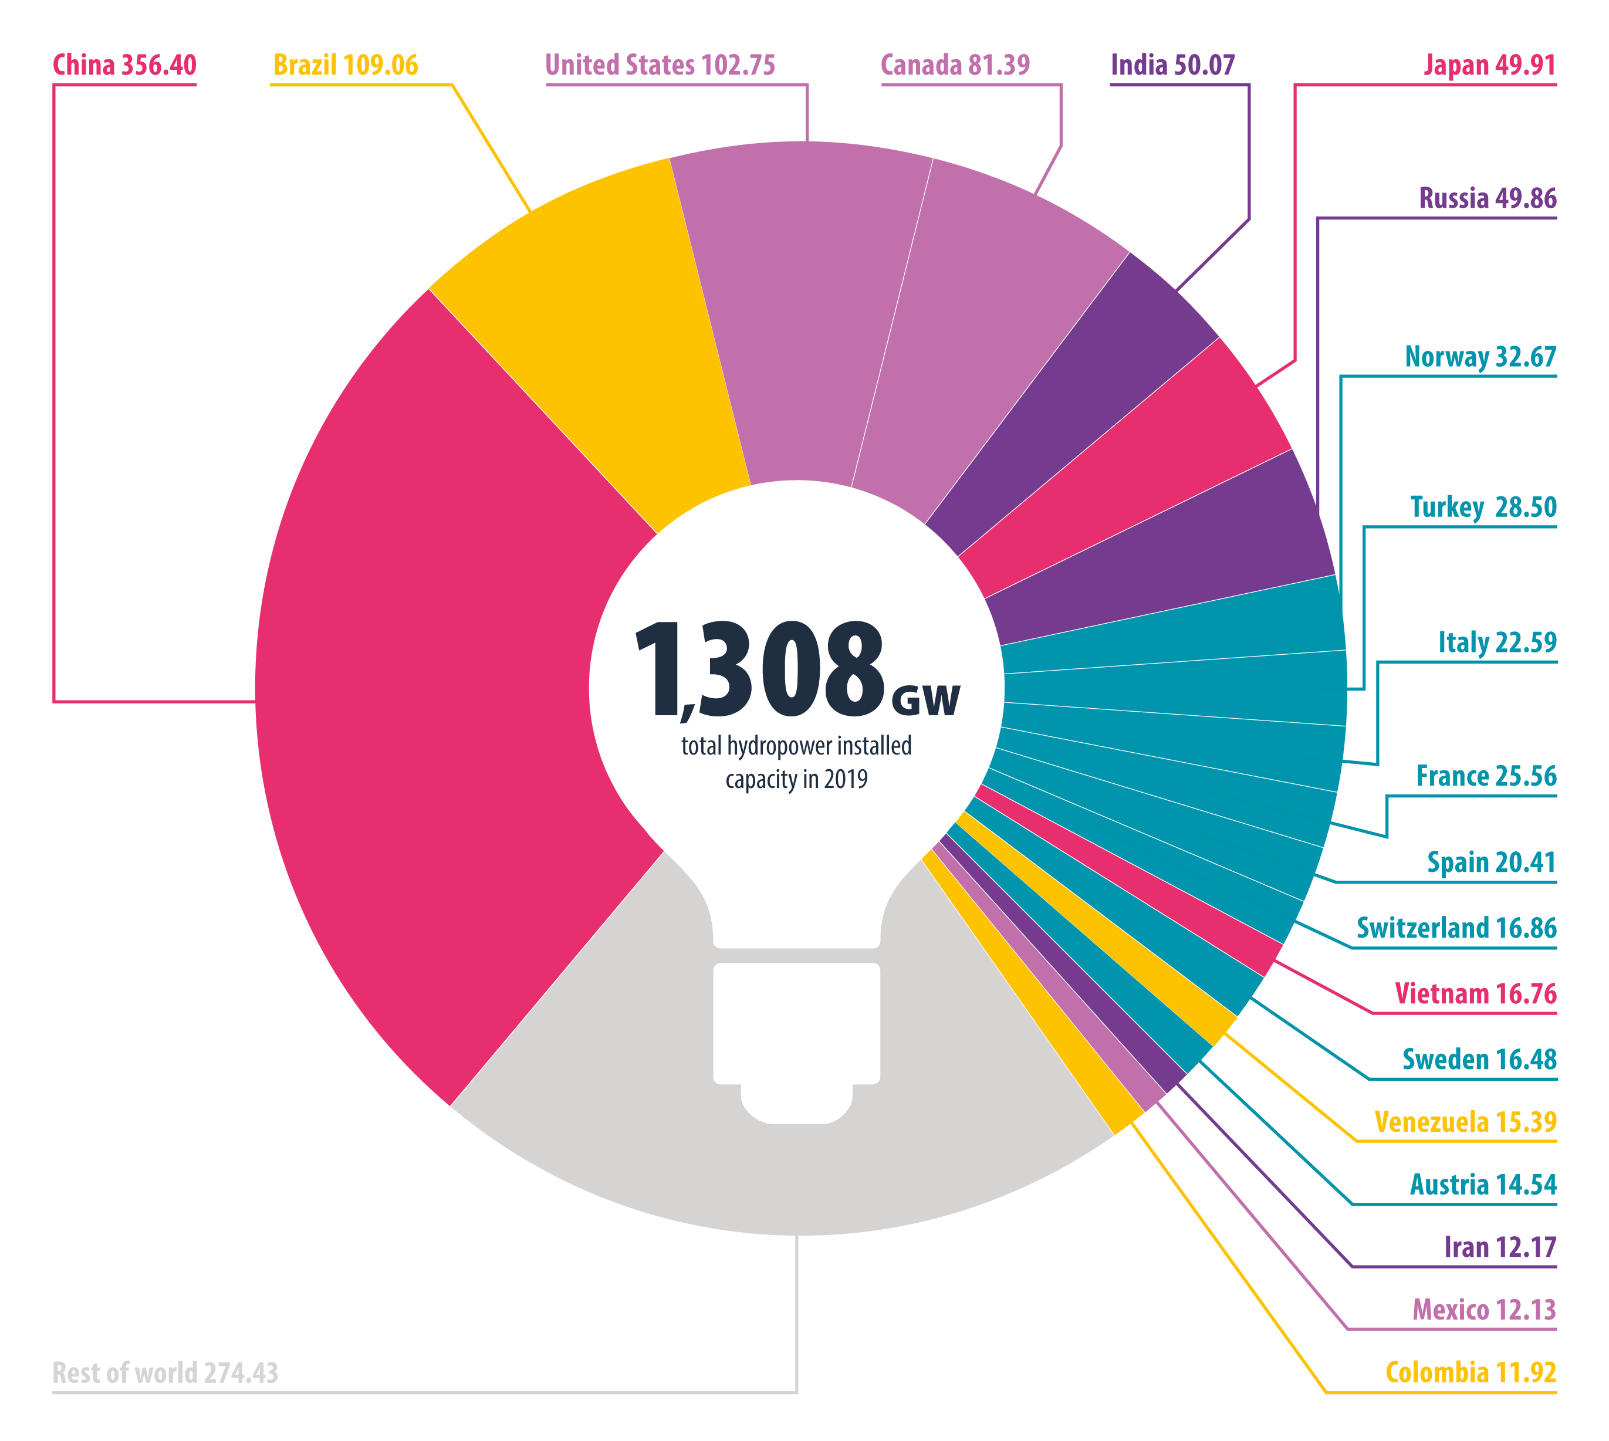 China 356.40
Brazil 109.06
United States 102.75
Canada 81.39
India 50.07
Japan 49.91
Russia 49.86
Norway 32.67
Turkey 28.50
Italy 22.59
France 25.56
Spain 20.41
Switzerland 16.86
Vietnam 16.76
Sweden 16.48
Venezuela 15.39
Austria 14.54
Iran 12.17
Mexico 12.13
Colombia 11.92
Rest of world 274.43
1,308 GW
total hydropower installed
capacity in 2019